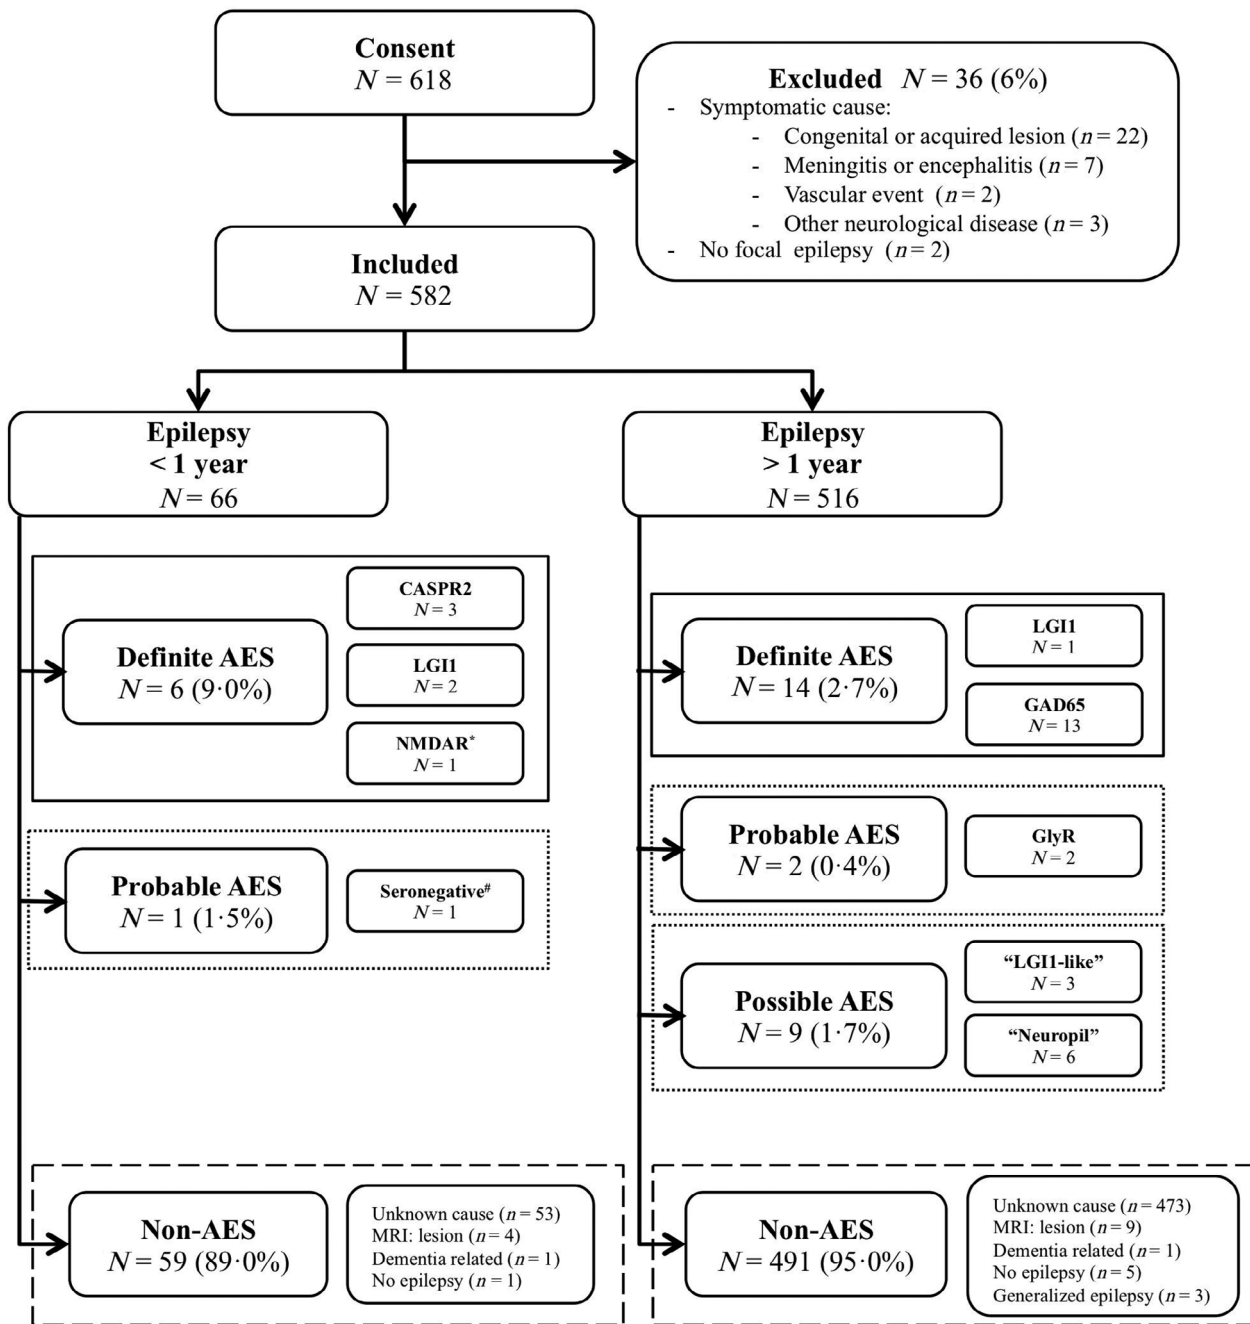 Consent
N = 618
Excluded N = 36 (6%)
- Symptomatic cause:
- Congenital or acquired lesion (n = 22)
- Meningitis or encephalitis (n = 7)
- Vascular event (n = 2)
- Other neurological disease (n = 3)
- No focal epilepsy (n = 2)
Included
N = 582
Epilepsy
< 1 year
N = 66
Epilepsy
> 1 year
N = 516
Definite AES
N = 6 (9·0%)
CASPR2
N = 3
LGI1
N = 2
NMDAR*
N = 1
Probable AES
N = 1 (1·5%)
Seronegative#
N = 1
Non-AES
N = 59 (89·0%)
Unknown cause (n = 53)
MRI: lesion (n = 4)
Dementia related (n = 1)
No epilepsy (n = 1)
Definite AES
N = 14 (2·7%)
LGI1
N = 1
GAD65
N = 13
Probable AES
N = 2 (0·4%)
GlyR
N = 2
Possible AES
N = 9 (1·7%)
“LGI1-like”
N = 3
“Neuropil”
N = 6
Non-AES
N = 491 (95·0%)
Unknown cause (n = 473)
MRI: lesion (n = 9)
Dementia related (n = 1)
No epilepsy (n = 5)
Generalized epilepsy (n = 3)